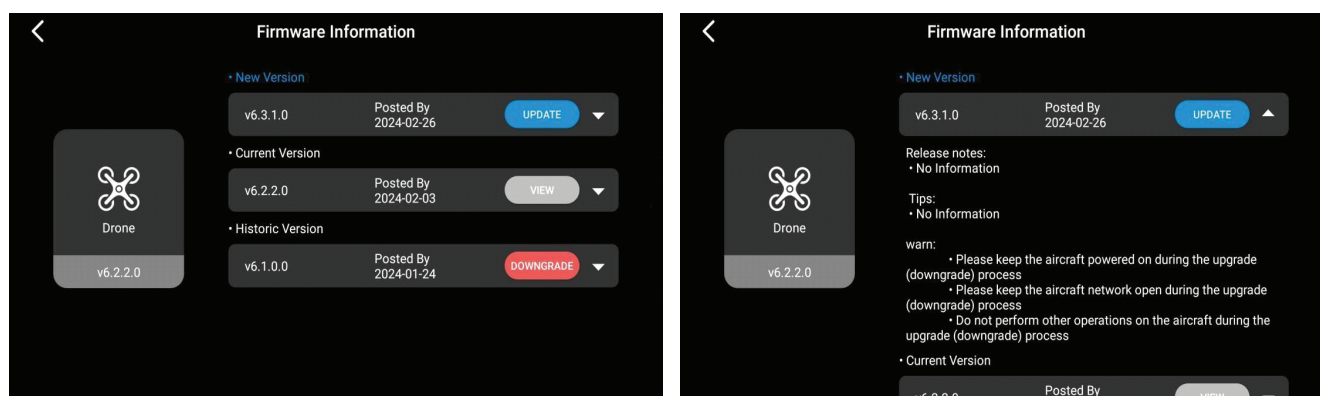 Firmware Information
• New Version
v6.3.1.0
Posted By
2024-02-26
UPDATE
• Current Version
v6.2.2.0
Posted By
2024-02-03
VIEW
• Historic Version
v6.1.0.0
Posted By
2024-01-24
DOWNGRADE
Drone
v6.2.2.0
Firmware Information
• New Version
v6.3.1.0
Posted By
2024-02-26
UPDATE
Release notes:
• No Information
Tips:
• No Information
warn:
• Please keep the aircraft powered on during the upgrade
(downgrade) process
• Please keep the aircraft network open during the upgrade
(downgrade) process
• Do not perform other operations on the aircraft during the
upgrade (downgrade) process
• Current Version
Posted By
Drone
v6.2.2.0